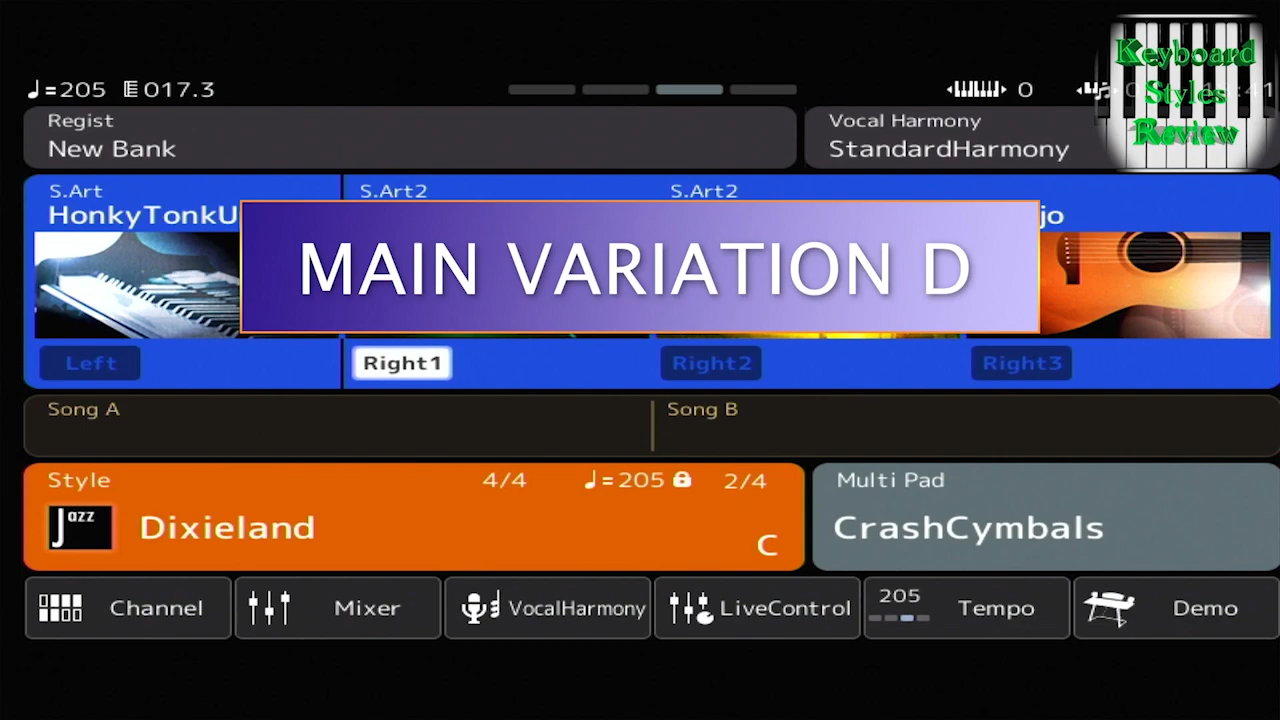 ♩=205 017.3
0
Keyboard
Styles
Review
Regist
New Bank
Vocal Harmony
StandardHarmony
S.Art
S.Art2
S.Art2
HonkyTonkU
MAIN VARIATION D
Left
Right1
Right2
Right3
Song A
Song B
Style
4/4
♩=205
2/4
Jazz
Dixieland
C
Multi Pad
CrashCymbals
Channel
Mixer
VocalHarmony
LiveControl
205
Tempo
Demo